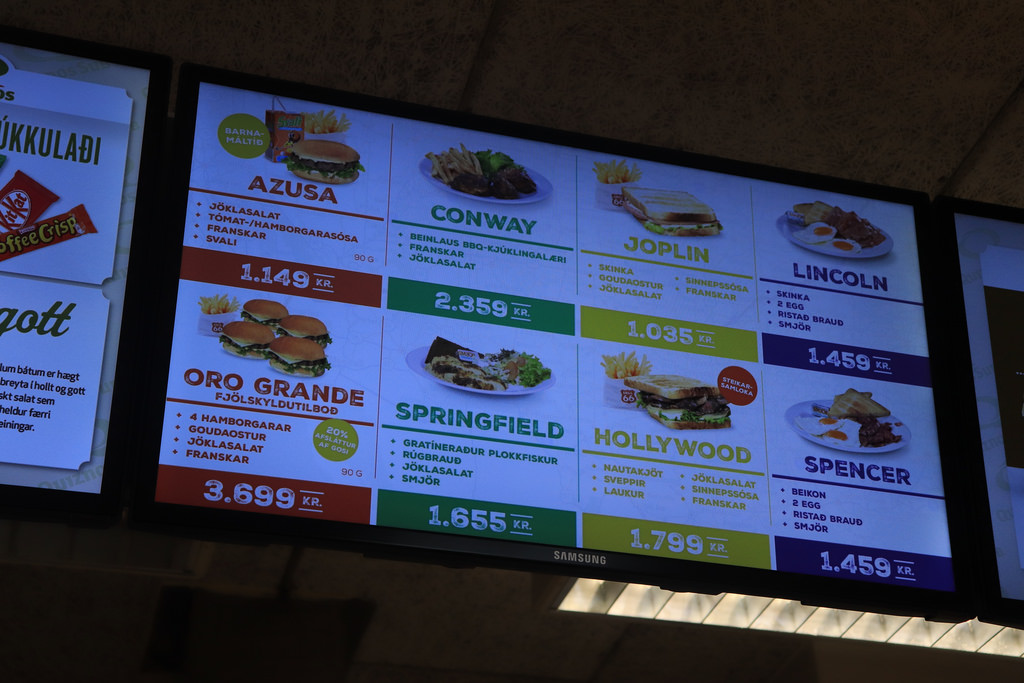 ÚKKULAÐI
KitKat
offee Crisp
gott
lum bátum er hægt
breyta í hollt og gott
skt salat sem
heldur færri
einingar.
BARNA-
MÁLTÍÐ
AZUSA
JÖKLASALAT
TÓMAT-/HAMBORGARASÓSA
FRANSKAR
SVALI
90 G
1.149 KR.
CONWAY
BEINLAUS BBQ-KJÚKLINGALÆRI
FRANSKAR
JÖKLASALAT
2.359 KR.
66
JOPLIN
SKINKA
GOUDAOSTUR
JÖKLASALAT
SINNEPSSÓSA
FRANSKAR
1.035 KR.
LINCOLN
SKINKA
2 EGG
RISTAÐ BRAUÐ
SMJÖR
1.459 KR.
66
ORO GRANDE
FJÖLSKYLDUTILBOÐ
4 HAMBORGARAR
GOUDAOSTUR
JÖKLASALAT
FRANSKAR
20%
AFSLÁTTUR
AF GOSI
90 G
3.699 KR.
SPRINGFIELD
GRATÍNERAÐUR PLOKKFISKUR
RÚGBRAUÐ
JÖKLASALAT
SMJÖR
1.655 KR.
66
STEIKAR-
SAMLOKA
HOLLYWOOD
NAUTAKJÖT
SVEPPIR
LAUKUR
JÖKLASALAT
SINNEPSSÓSA
FRANSKAR
1.799 KR.
SPENCER
BEIKON
2 EGG
RISTAÐ BRAUÐ
SMJÖR
1.459 KR.
SAMSUNG